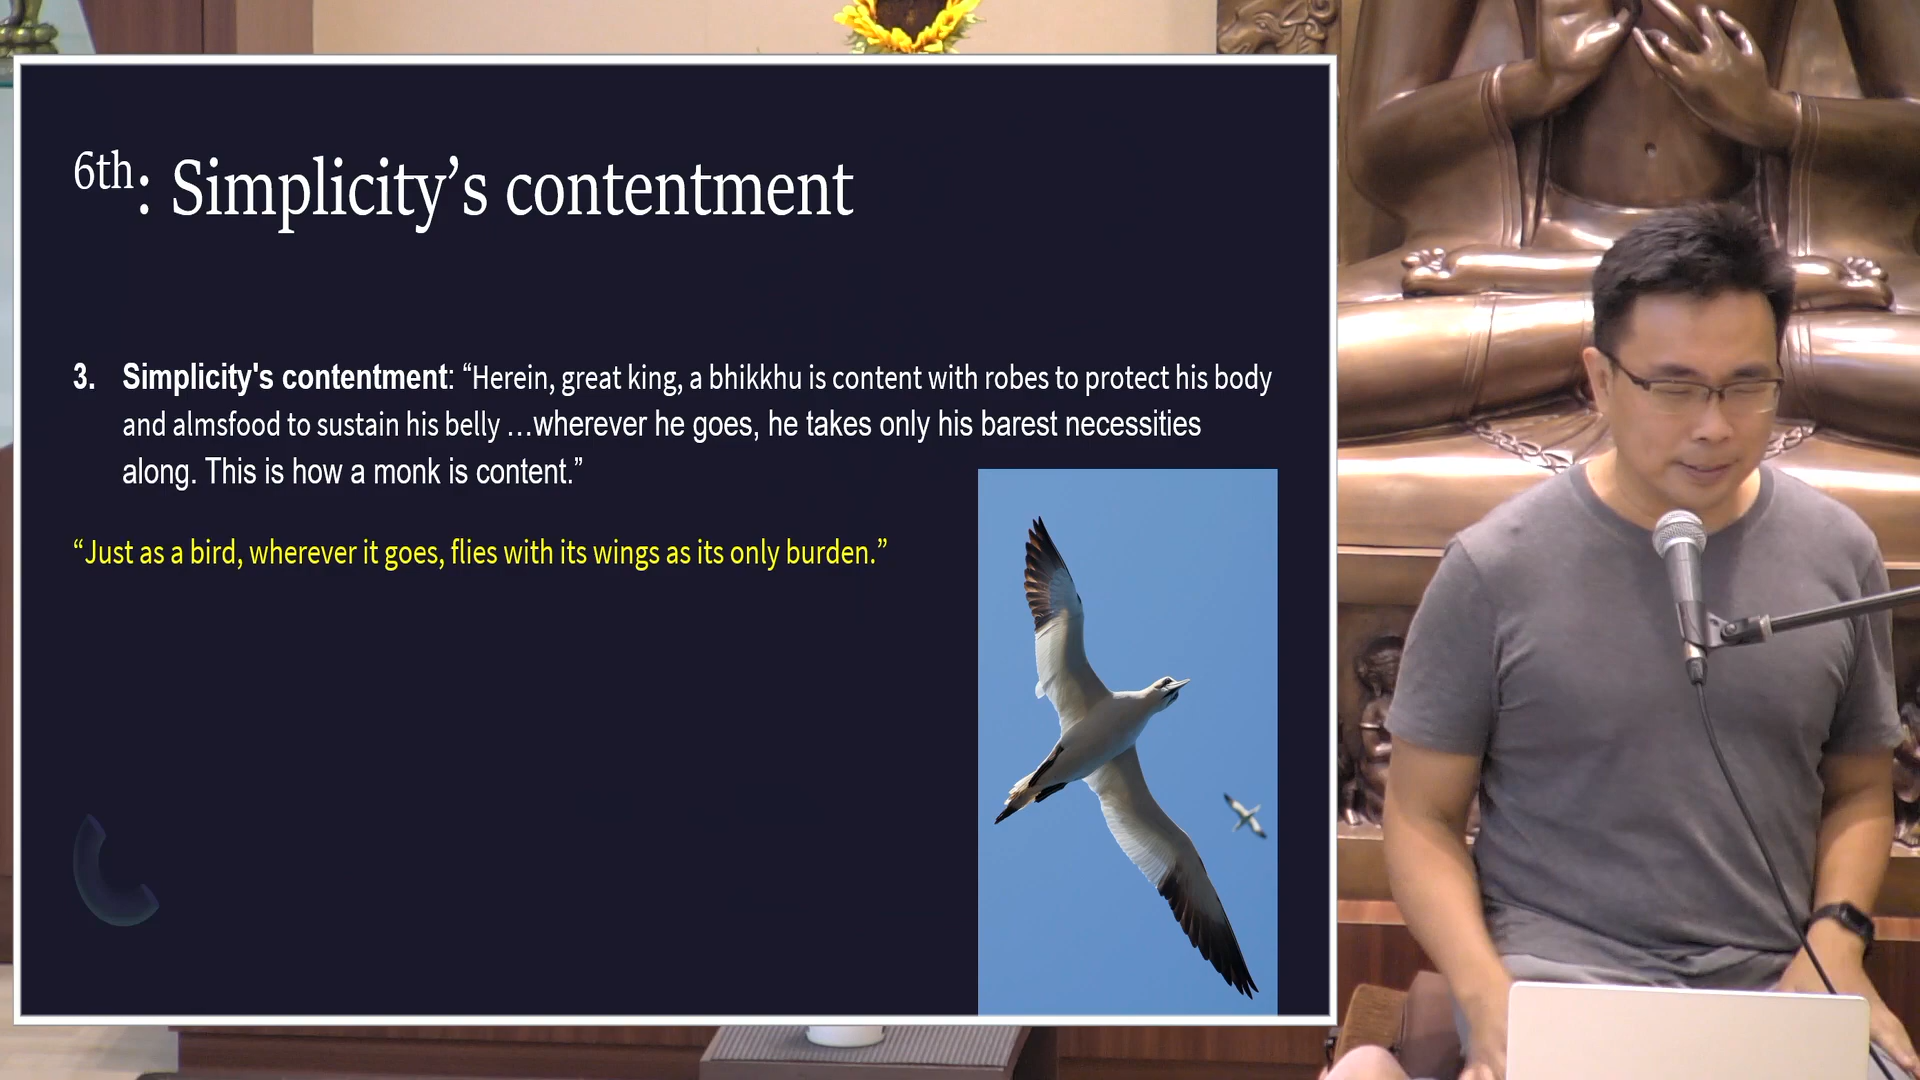 6th: Simplicity’s contentment
3. Simplicity's contentment: “Herein, great king, a bhikkhu is content with robes to protect his body
and almsfood to sustain his belly …wherever he goes, he takes only his barest necessities
along. This is how a monk is content.”
“Just as a bird, wherever it goes, flies with its wings as its only burden.”